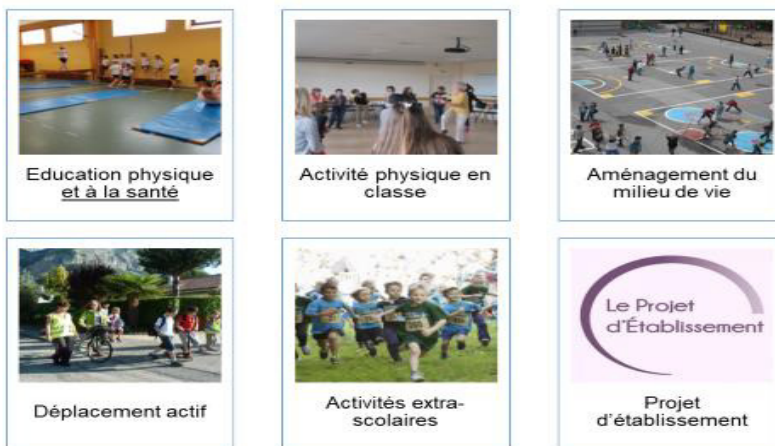 Education physique
et à la santé
Activité physique en
classe
Aménagement du
milieu de vie
Le Projet
d'Établissement
Déplacement actif
Activités extra-
scolaires
Projet
d'établissement